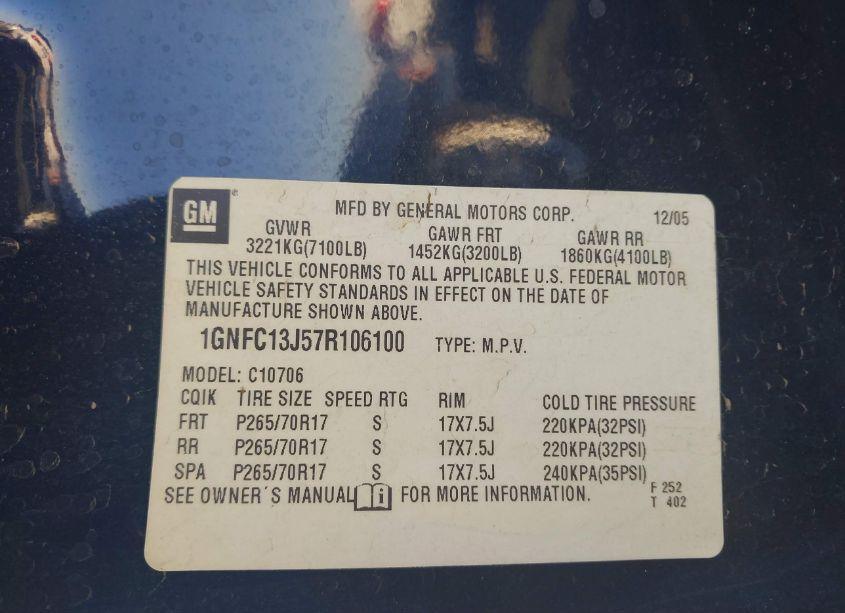 GM MFD BY GENERAL MOTORS CORP. 12/05
GVWR GAWR FRT GAWR RR
3221KG(7100LB) 1452KG(3200LB) 1860KG(4100LB)
THIS VEHICLE CONFORMS TO ALL APPLICABLE U.S. FEDERAL MOTOR
VEHICLE SAFETY STANDARDS IN EFFECT ON THE DATE OF
MANUFACTURE SHOWN ABOVE.
1GNFC13J57R106100 TYPE: M.P.V.
MODEL: C10706
CQIK TIRE SIZE SPEED RTG RIM COLD TIRE PRESSURE
FRT P265/70R17 S 17X7.5J 220KPA(32PSI)
RR P265/70R17 S 17X7.5J 220KPA(32PSI)
SPA P265/70R17 S 17X7.5J 240KPA(35PSI)
SEE OWNER´S MANUAL i FOR MORE INFORMATION.
F 252
T 402